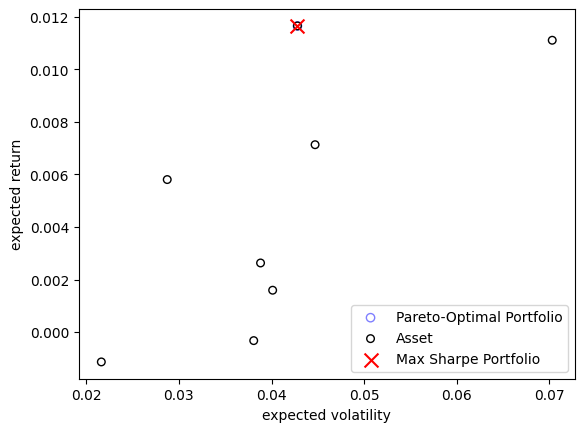 0.012
0.010
0.008
0.006
0.004
0.002
0.000
expected return
Pareto-Optimal Portfolio
Asset
Max Sharpe Portfolio
0.02 0.03 0.04 0.05 0.06 0.07
expected volatility